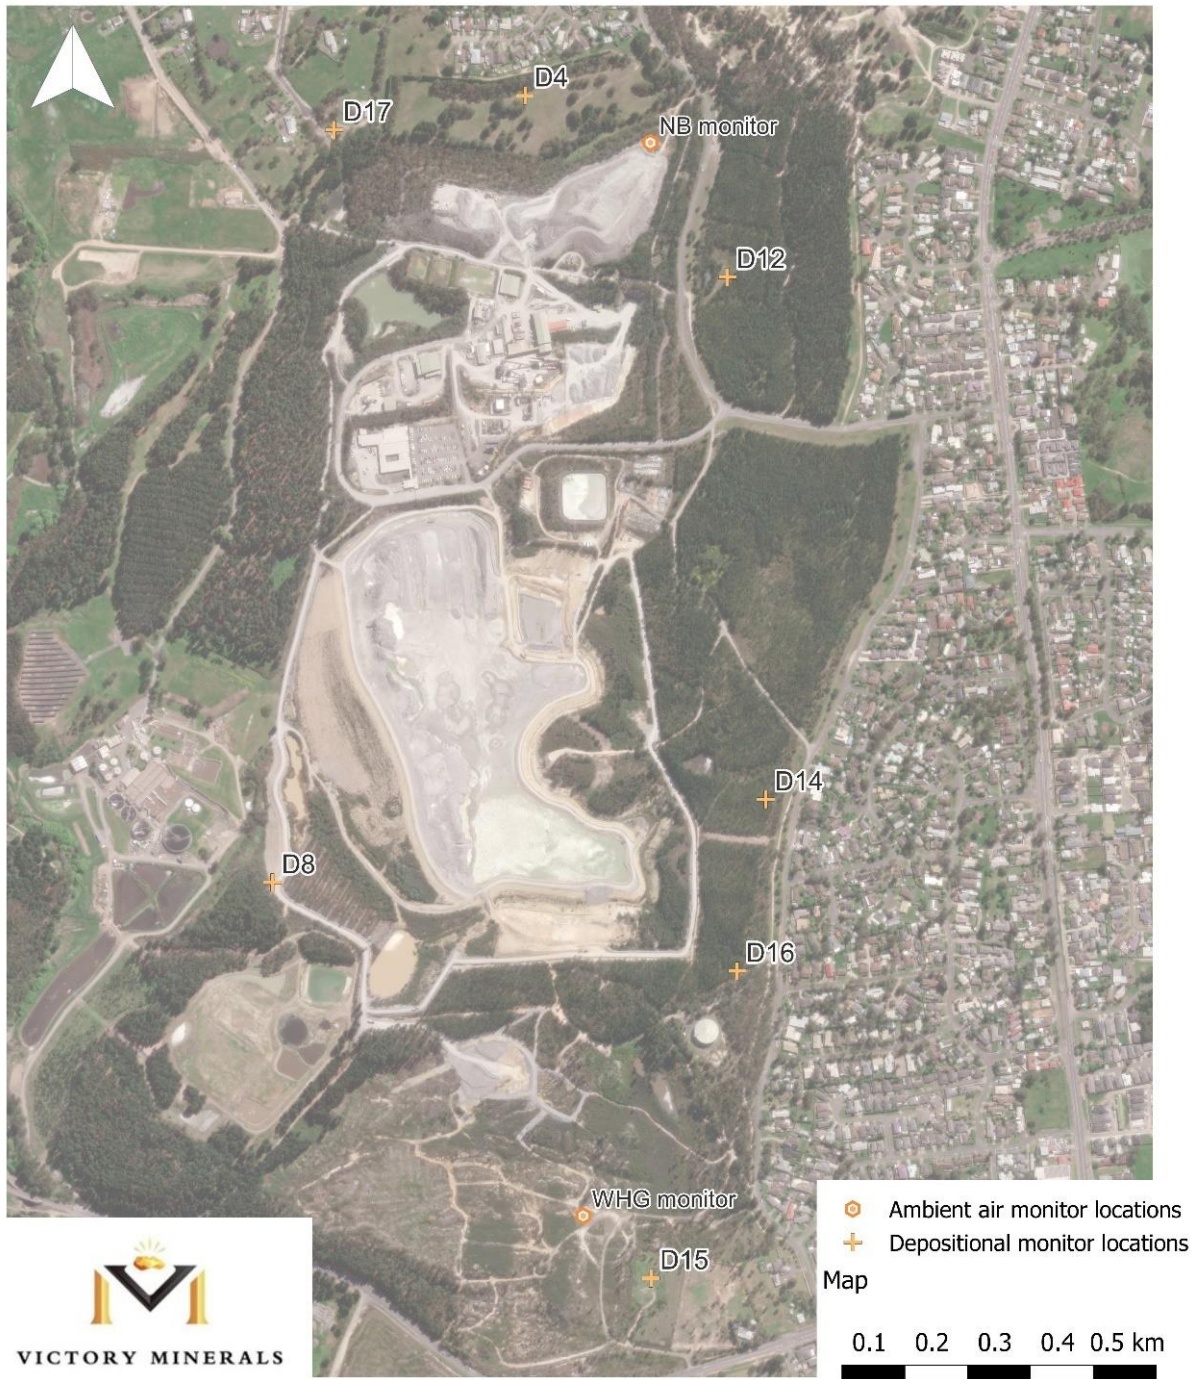 D4
D17
NB monitor
D12
D14
D8
D16
WHG monitor
D15
Ambient air monitor locations
Depositional monitor locations
Map
0.1 0.2 0.3 0.4 0.5 km
VICTORY MINERALS